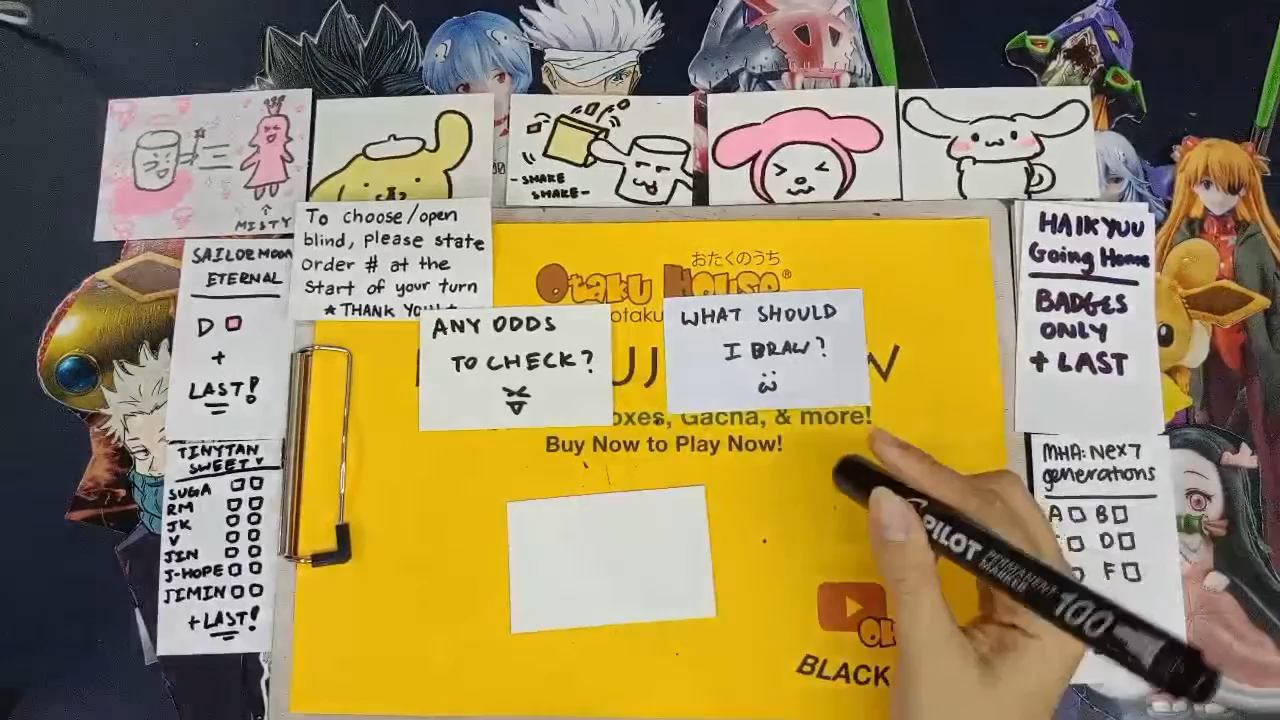 MISTY
- SHAKE
SHAKE -
SAILORMOON
ETERNAL
D
+
LAST!
TINYTAN
SWEET
SUGA
RM
JK
V
JIN
J-HOPE
JIMIN
+ LAST!
To choose/open
blind, please state
order # at the
start of your turn
★ THANK YOU ★
おたくのうち
Otaku House®
ANY ODDS
TO CHECK?
WHAT SHOULD
I DRAW?
Gacha, & more!
Buy Now to Play Now!
BLACK
PILOT
PERMANENT
MARKER
100
HAIKYUU
Going Home
BADGES
ONLY
+ LAST
MHA: Next
generations
A B
D
F